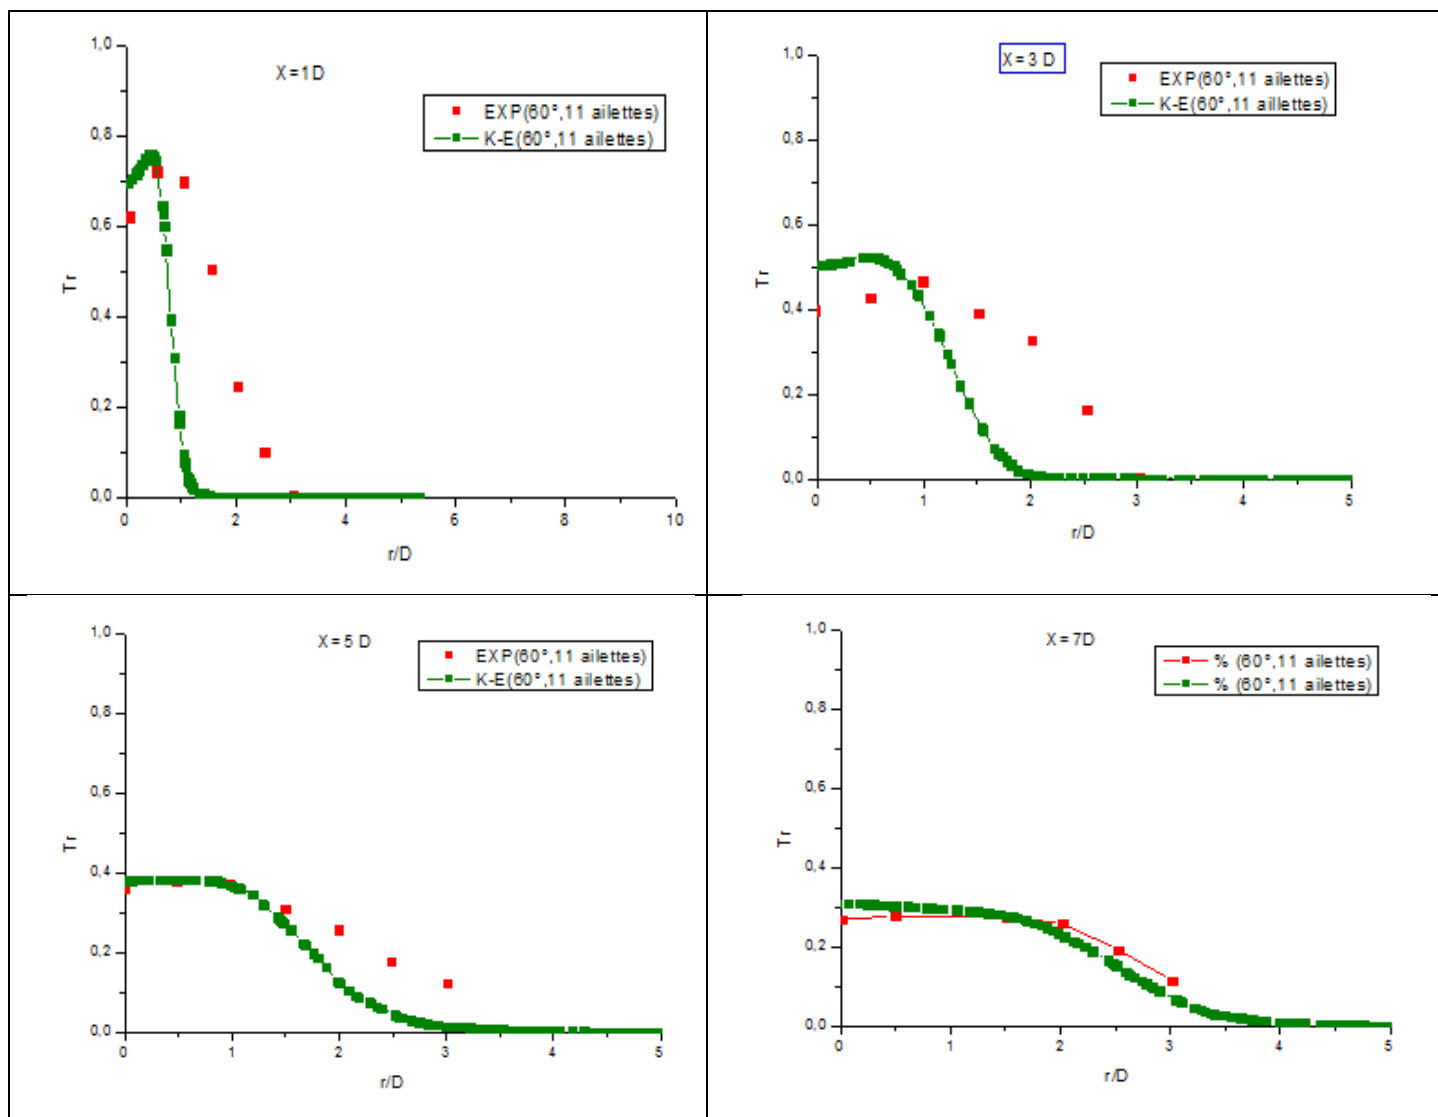 X=1D
EXP(60°,11 ailettes)
K-E(60°,11 ailettes)
1,0
0,8
0,6
0,4
0,2
0,0
Tr
0 2 4 6 8 10
r/D
X=3 D
EXP(60°,11 ailettes)
K-E(60°,11 aillettes)
1,0
0,8
0,6
0,4
0,2
0,0
Tr
0 1 2 3 4 5
r/D
X=5 D
EXP(60°,11 ailettes)
K-E(60°,11 ailettes)
1,0
0,8
0,6
0,4
0,2
0,0
Tr
0 1 2 3 4 5
r/D
X=7D
% (60°,11 ailettes)
% (60°,11 ailettes)
1,0
0,8
0,6
0,4
0,2
0,0
Tr
0 1 2 3 4 5
r/D